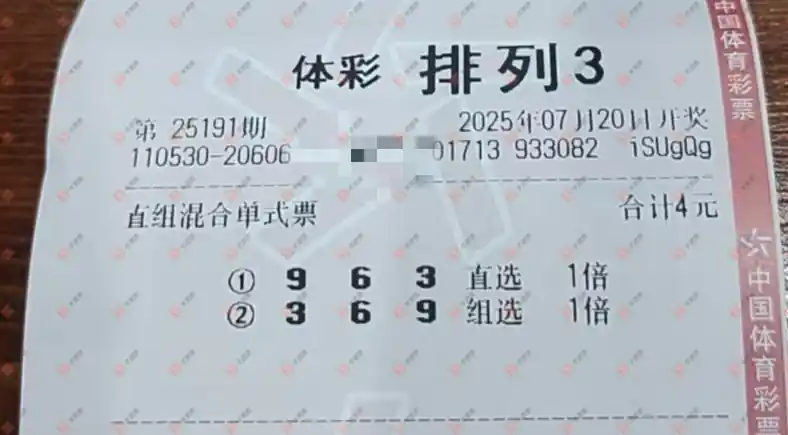 体彩 排列3
第 25191期 2025年07月20日开奖
110530-20606 01713 933082 iSUgQg
直组混合单式票 合计4元
① 9 6 3 直选 1倍
② 3 6 9 组选 1倍
中国体育彩票
中国体育彩票